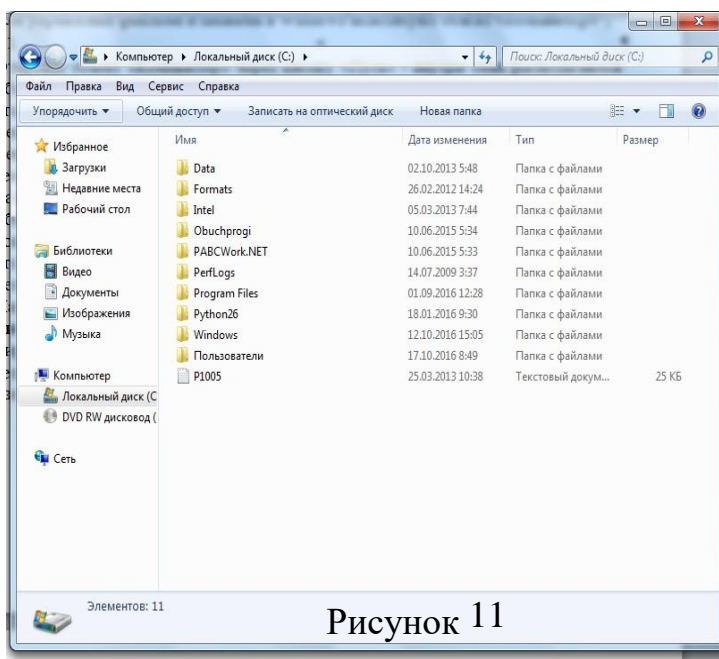 Компьютер ▸ Локальный диск (C:) ▸ Поиск: Локальный диск (C:)
Файл Правка Вид Сервис Справка
Упорядочить Общий доступ Записать на оптический диск Новая папка
Избранное
Загрузки
Недавние места
Рабочий стол
Библиотеки
Видео
Документы
Изображения
Музыка
Компьютер
Локальный диск (C
DVD RW дисковод (
Сеть
Имя Дата изменения Тип Размер
Data 02.10.2013 5:48 Папка с файлами
Formats 26.02.2012 14:24 Папка с файлами
Intel 05.03.2013 7:44 Папка с файлами
Obuchprogi 10.06.2015 5:34 Папка с файлами
PABCWork.NET 10.06.2015 5:33 Папка с файлами
PerfLogs 14.07.2009 3:37 Папка с файлами
Program Files 01.09.2016 12:28 Папка с файлами
Python26 18.01.2016 9:30 Папка с файлами
Windows 12.10.2016 15:05 Папка с файлами
Пользователи 17.10.2016 8:49 Папка с файлами
P1005 25.03.2013 10:38 Текстовый докум... 25 КБ
Элементов: 11
Рисунок 11